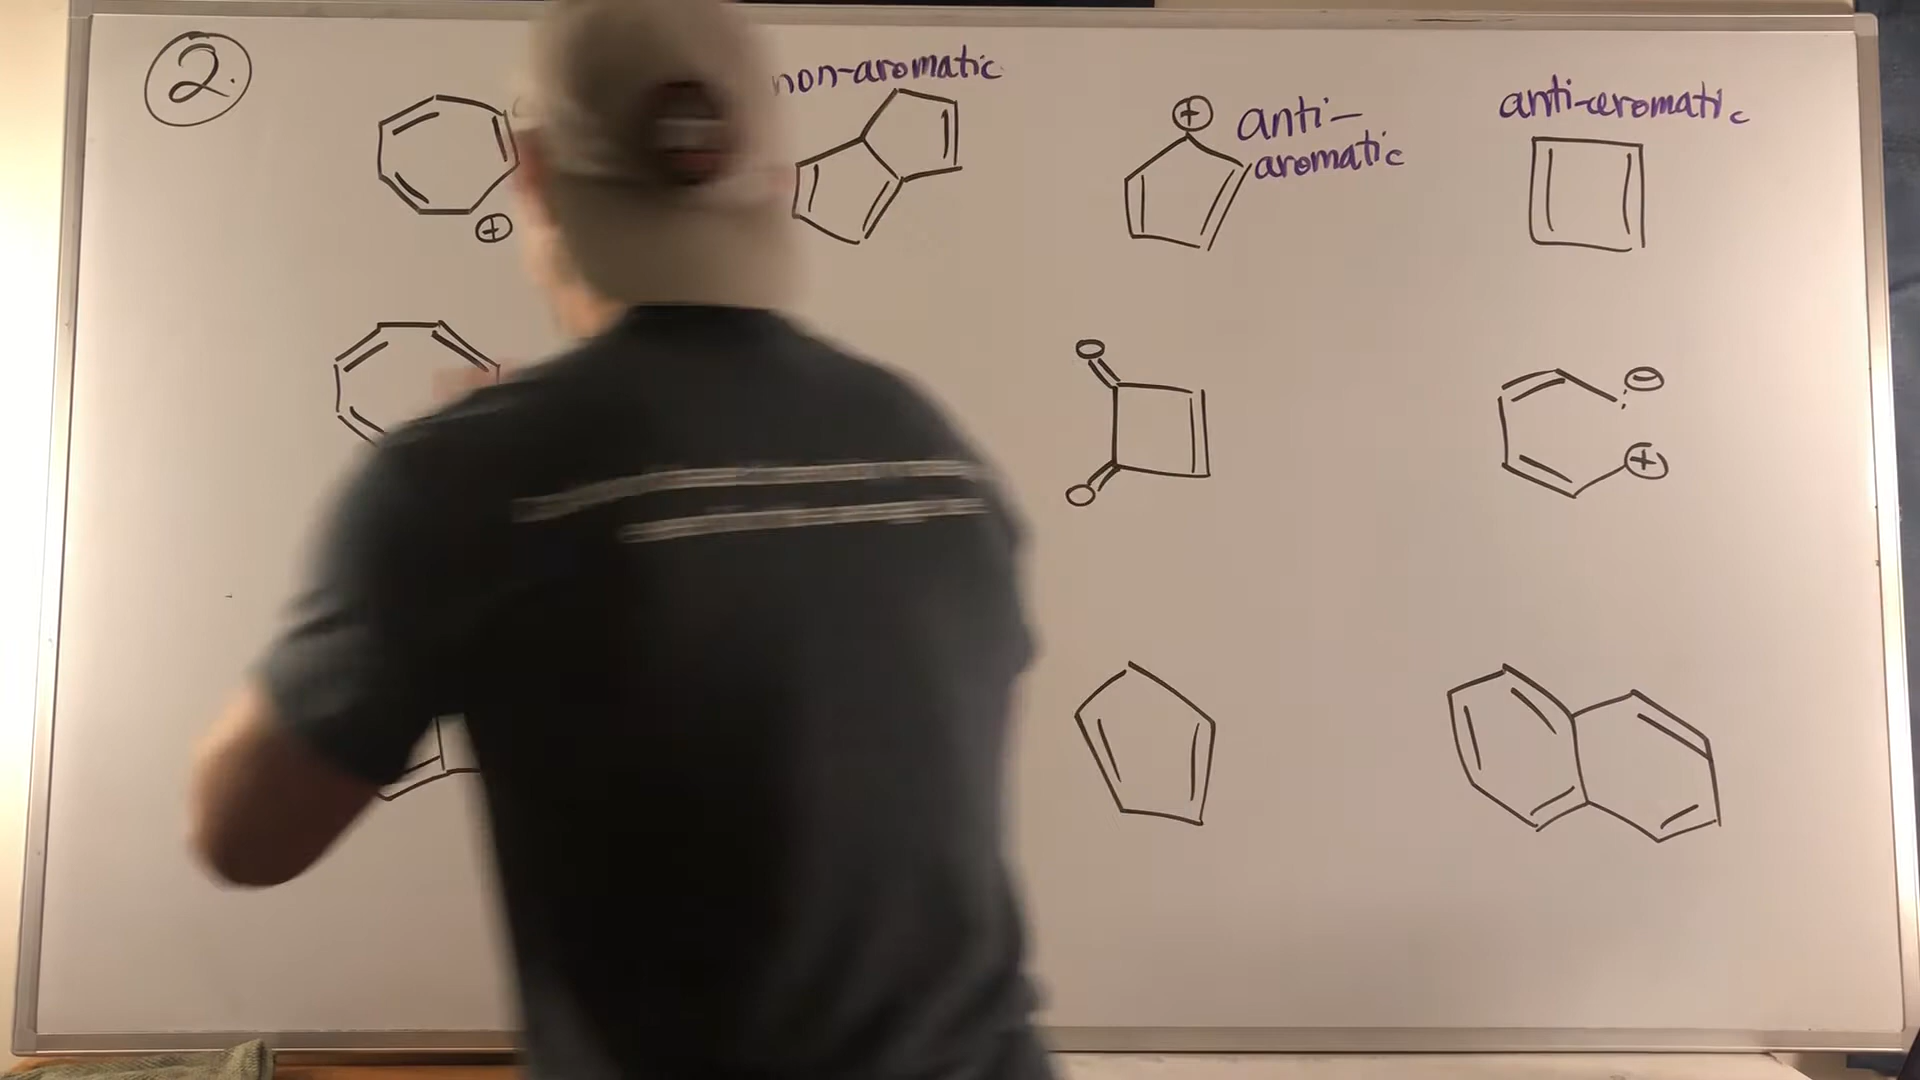 2.
non-aromatic
⊕ anti-
aromatic
anti-aromatic
⊕
O
⊖
⊕
O